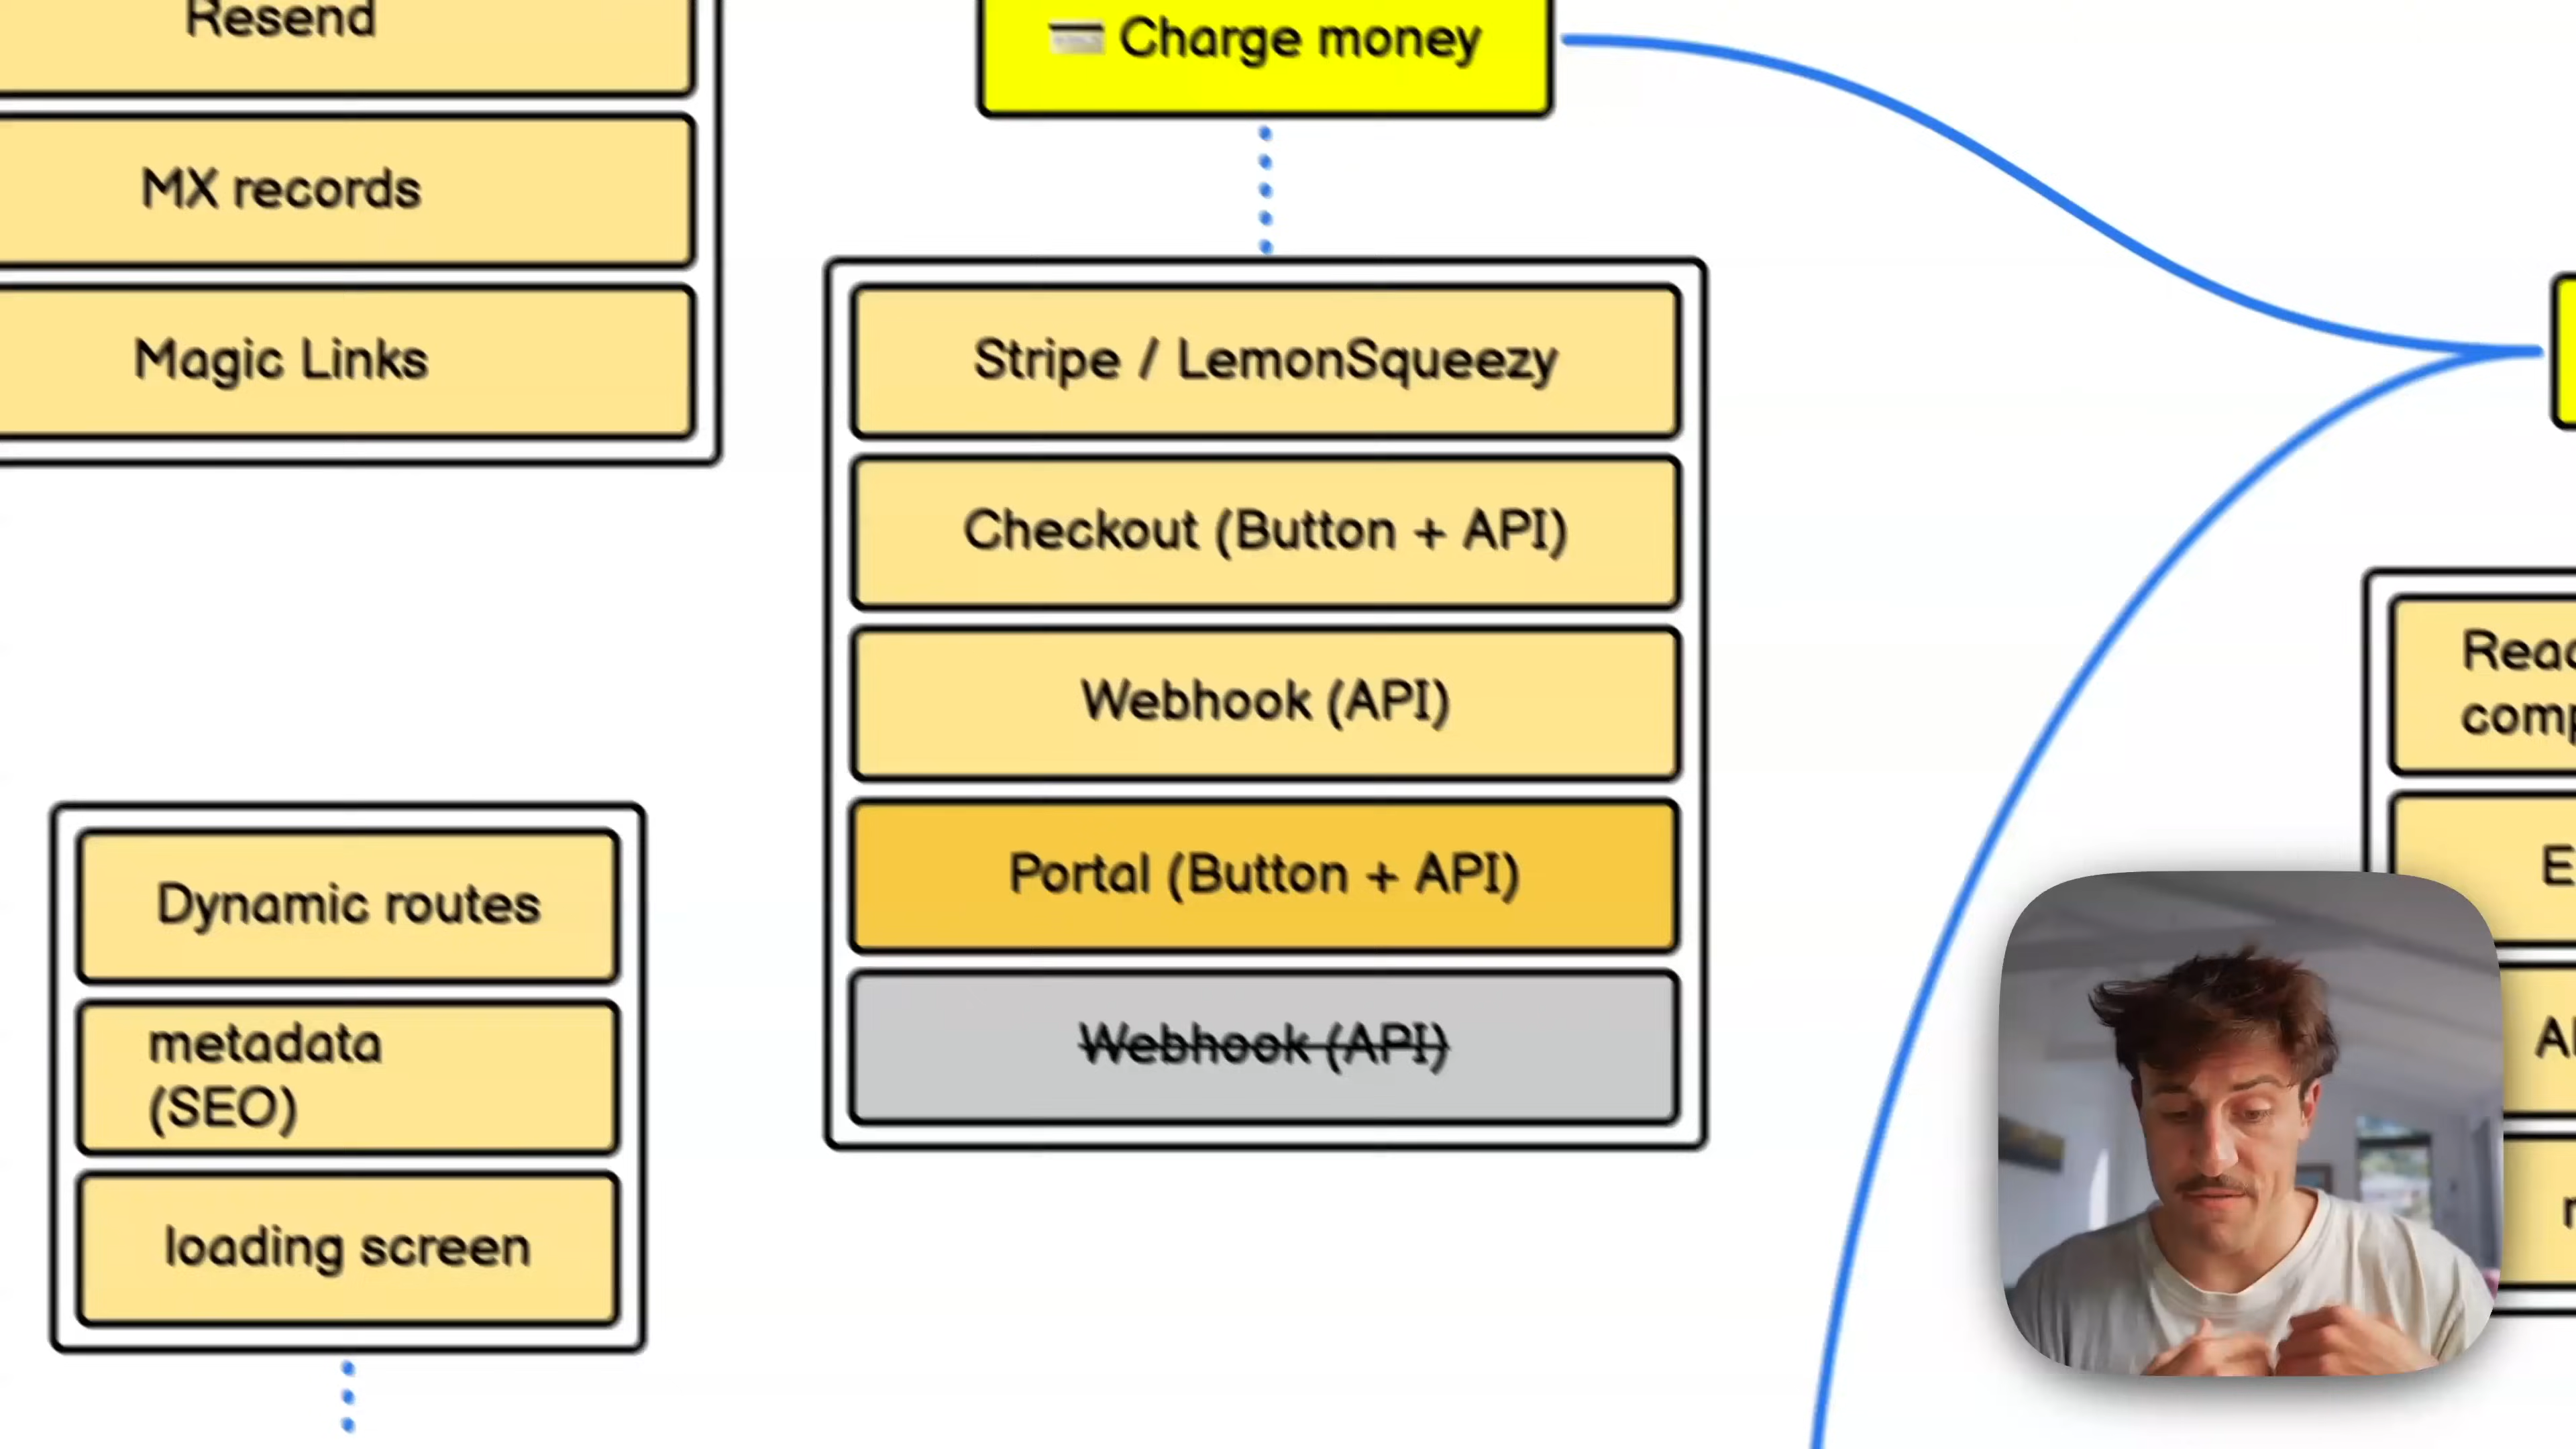 Resend
MX records
Magic Links
💳 Charge money
Stripe / LemonSqueezy
Checkout (Button + API)
Webhook (API)
Portal (Button + API)
Webhook (API)
Dynamic routes
metadata
(SEO)
loading screen